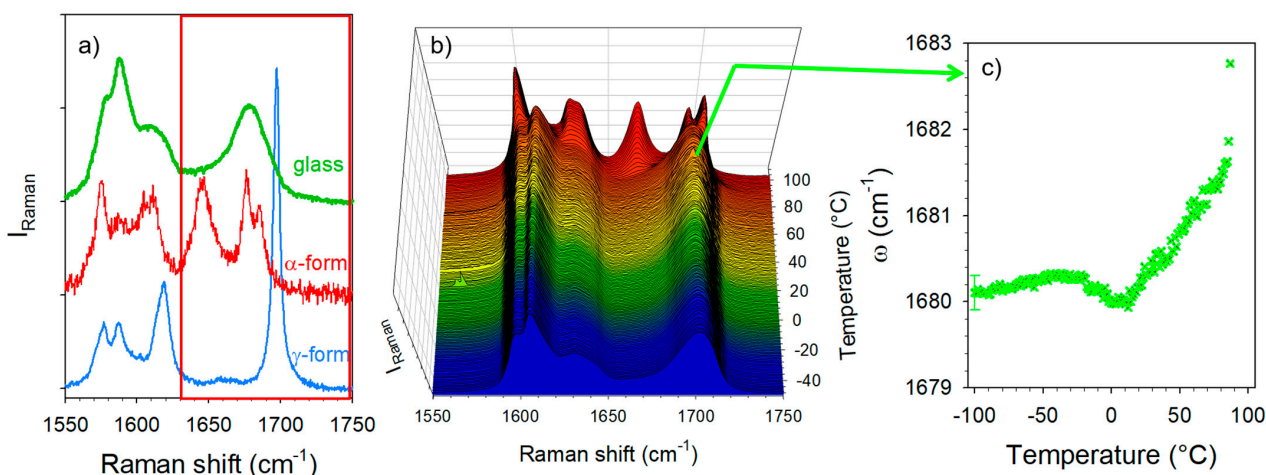 a)
glass
α-form
γ-form
I Raman
1550 1600 1650 1700 1750
Raman shift (cm⁻¹)
b)
I Raman
1550
1600
1650
1700
1750
100
80
60
40
20
0
-20
-40
Temperature (°C)
Raman shift (cm⁻¹)
c)
1683
1682
1681
1680
1679
ω (cm⁻¹)
-100 -50 0 50 100
Temperature (°C)